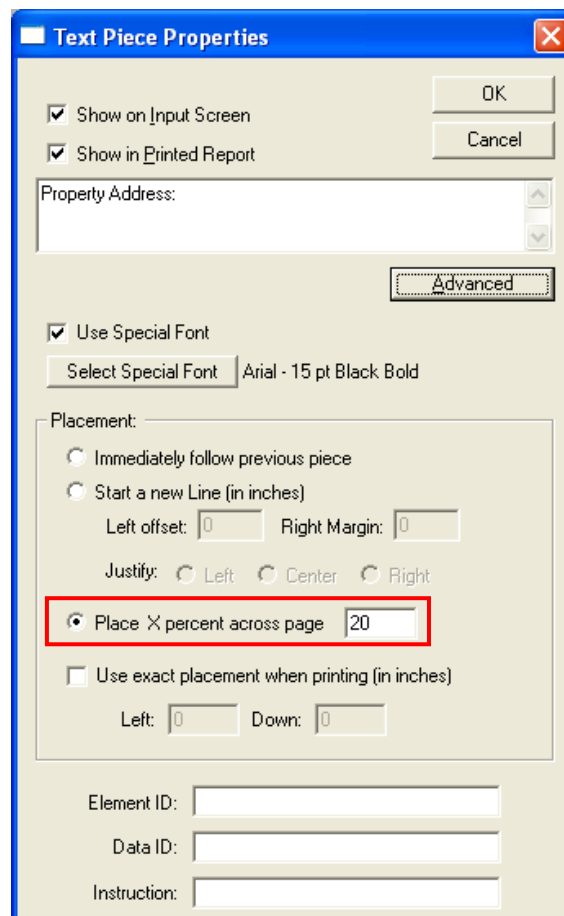 Text Piece Properties
OK
Show on Input Screen
Cancel
Show in Printed Report
Property Address:
Advanced
Use Special Font
Select Special Font Arial - 15 pt Black Bold
Placement:
Immediately follow previous piece
Start a new Line (in inches)
Left offset: 0 Right Margin: 0
Justify: Left Center Right
Place X percent across page 20
Use exact placement when printing (in inches)
Left: 0 Down: 0
Element ID:
Data ID:
Instruction: